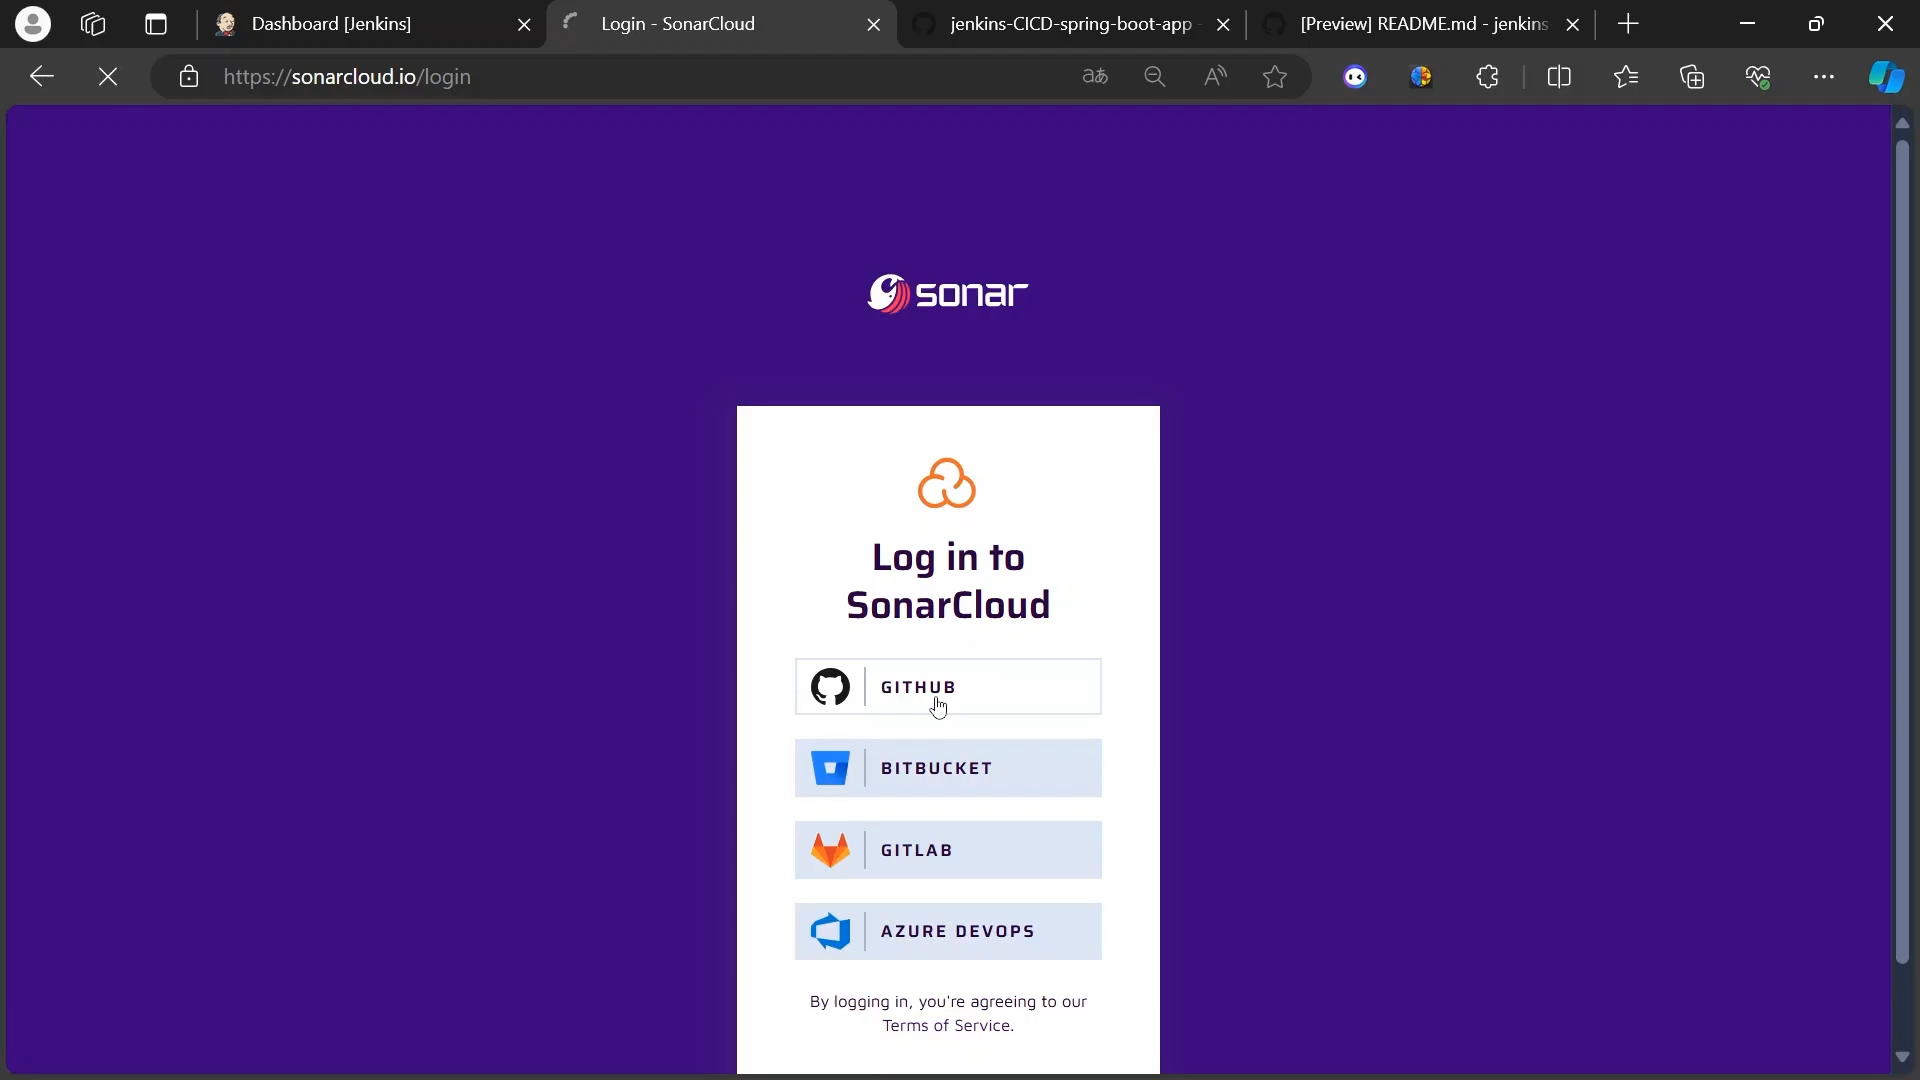 Dashboard [Jenkins]
Login - SonarCloud
jenkins-CICD-spring-boot-app -
[Preview] README.md - jenkins
https://sonarcloud.io/login
sonar
Log in to
SonarCloud
GITHUB
BITBUCKET
GITLAB
AZURE DEVOPS
By logging in, you're agreeing to our
Terms of Service.